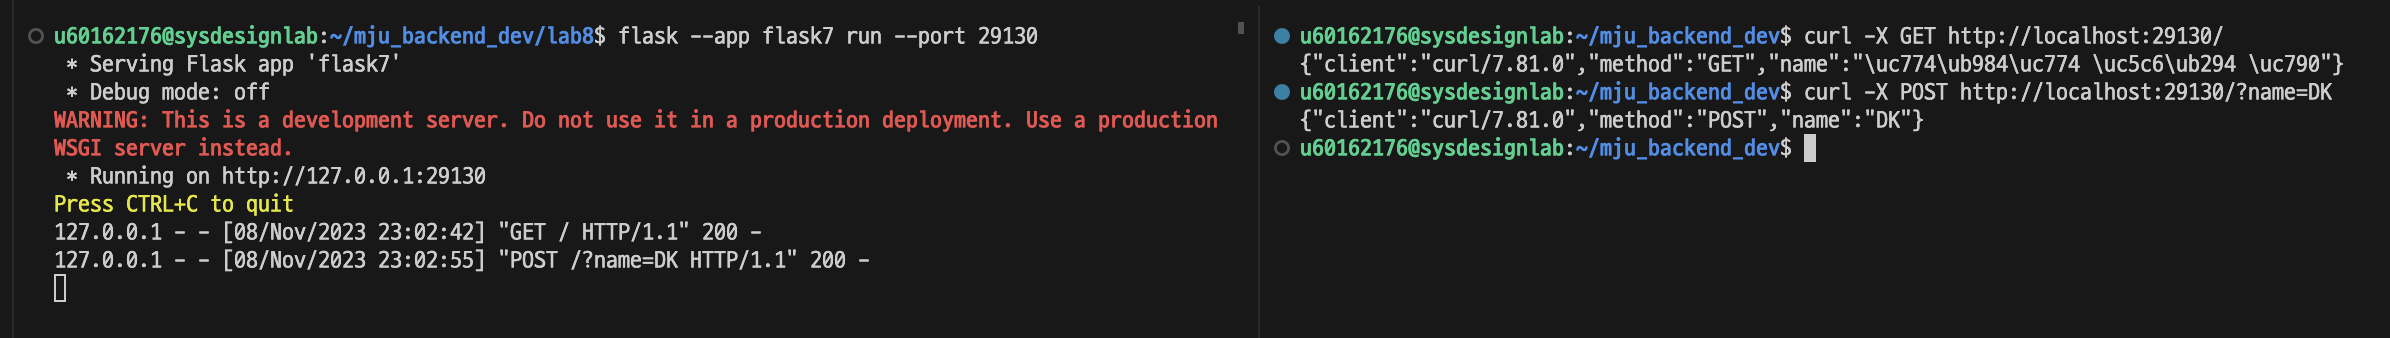 u60162176@sysdesignlab:~/mju_backend_dev/lab8$ flask --app flask7 run --port 29130
 * Serving Flask app 'flask7'
 * Debug mode: off
WARNING: This is a development server. Do not use it in a production deployment. Use a production
WSGI server instead.
 * Running on http://127.0.0.1:29130
Press CTRL+C to quit
127.0.0.1 - - [08/Nov/2023 23:02:42] "GET / HTTP/1.1" 200 -
127.0.0.1 - - [08/Nov/2023 23:02:55] "POST /?name=DK HTTP/1.1" 200 -
u60162176@sysdesignlab:~/mju_backend_dev$ curl -X GET http://localhost:29130/
{"client":"curl/7.81.0","method":"GET","name":"\uc774\ub984\uc774 \uc5c6\ub294 \uc790"}
u60162176@sysdesignlab:~/mju_backend_dev$ curl -X POST http://localhost:29130/?name=DK
{"client":"curl/7.81.0","method":"POST","name":"DK"}
u60162176@sysdesignlab:~/mju_backend_dev$